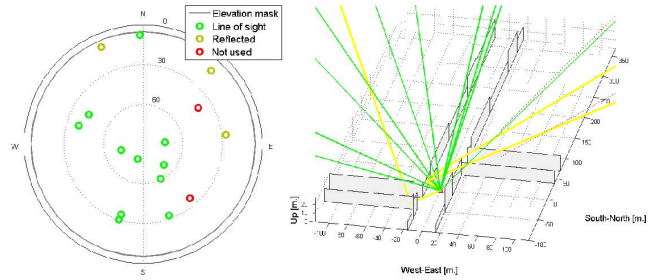 N
0
30
60
W
E
S
Elevation mask
Line of sight
Reflected
Not used
350
300
250
200
150
100
50
0
-50
-100
South-North [m.]
Up [m.]
-100
-80
-60
-40
-20
0
20
40
60
80
100
West-East [m.]